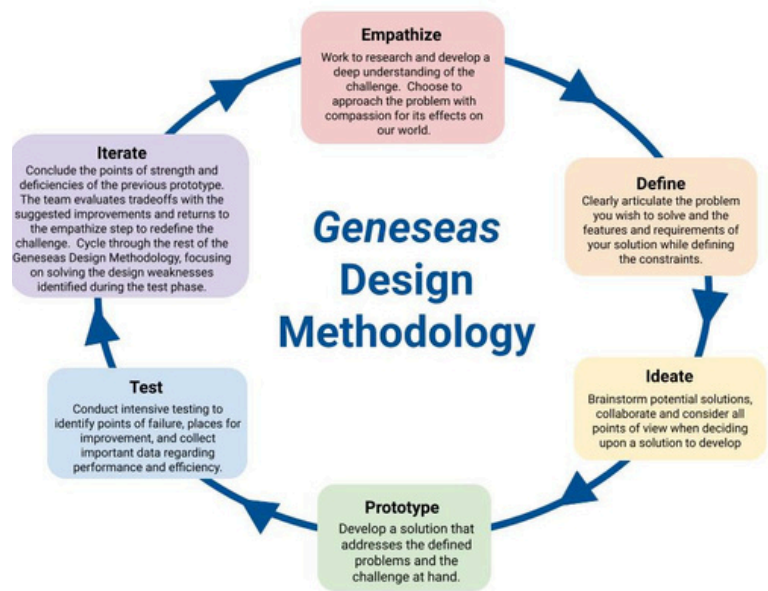 Empathize
Work to research and develop a
deep understanding of the
challenge. Choose to
approach the problem with
compassion for its effects on
our world.
Define
Clearly articulate the problem
you wish to solve and the
features and requirements of
your solution while defining
the constraints.
Ideate
Brainstorm potential solutions,
collaborate and consider all
points of view when deciding
upon a solution to develop
Prototype
Develop a solution that
addresses the defined
problems and the
challenge at hand.
Test
Conduct intensive testing to
identify points of failure, places for
improvement, and collect
important data regarding
performance and efficiency.
Iterate
Conclude the points of strength and
deficiencies of the previous prototype.
The team evaluates tradeoffs with the
suggested improvements and returns to
the empathize step to redefine the
challenge. Cycle through the rest of the
Geneseas Design Methodology, focusing
on solving the design weaknesses
identified during the test phase.
Geneseas
Design
Methodology